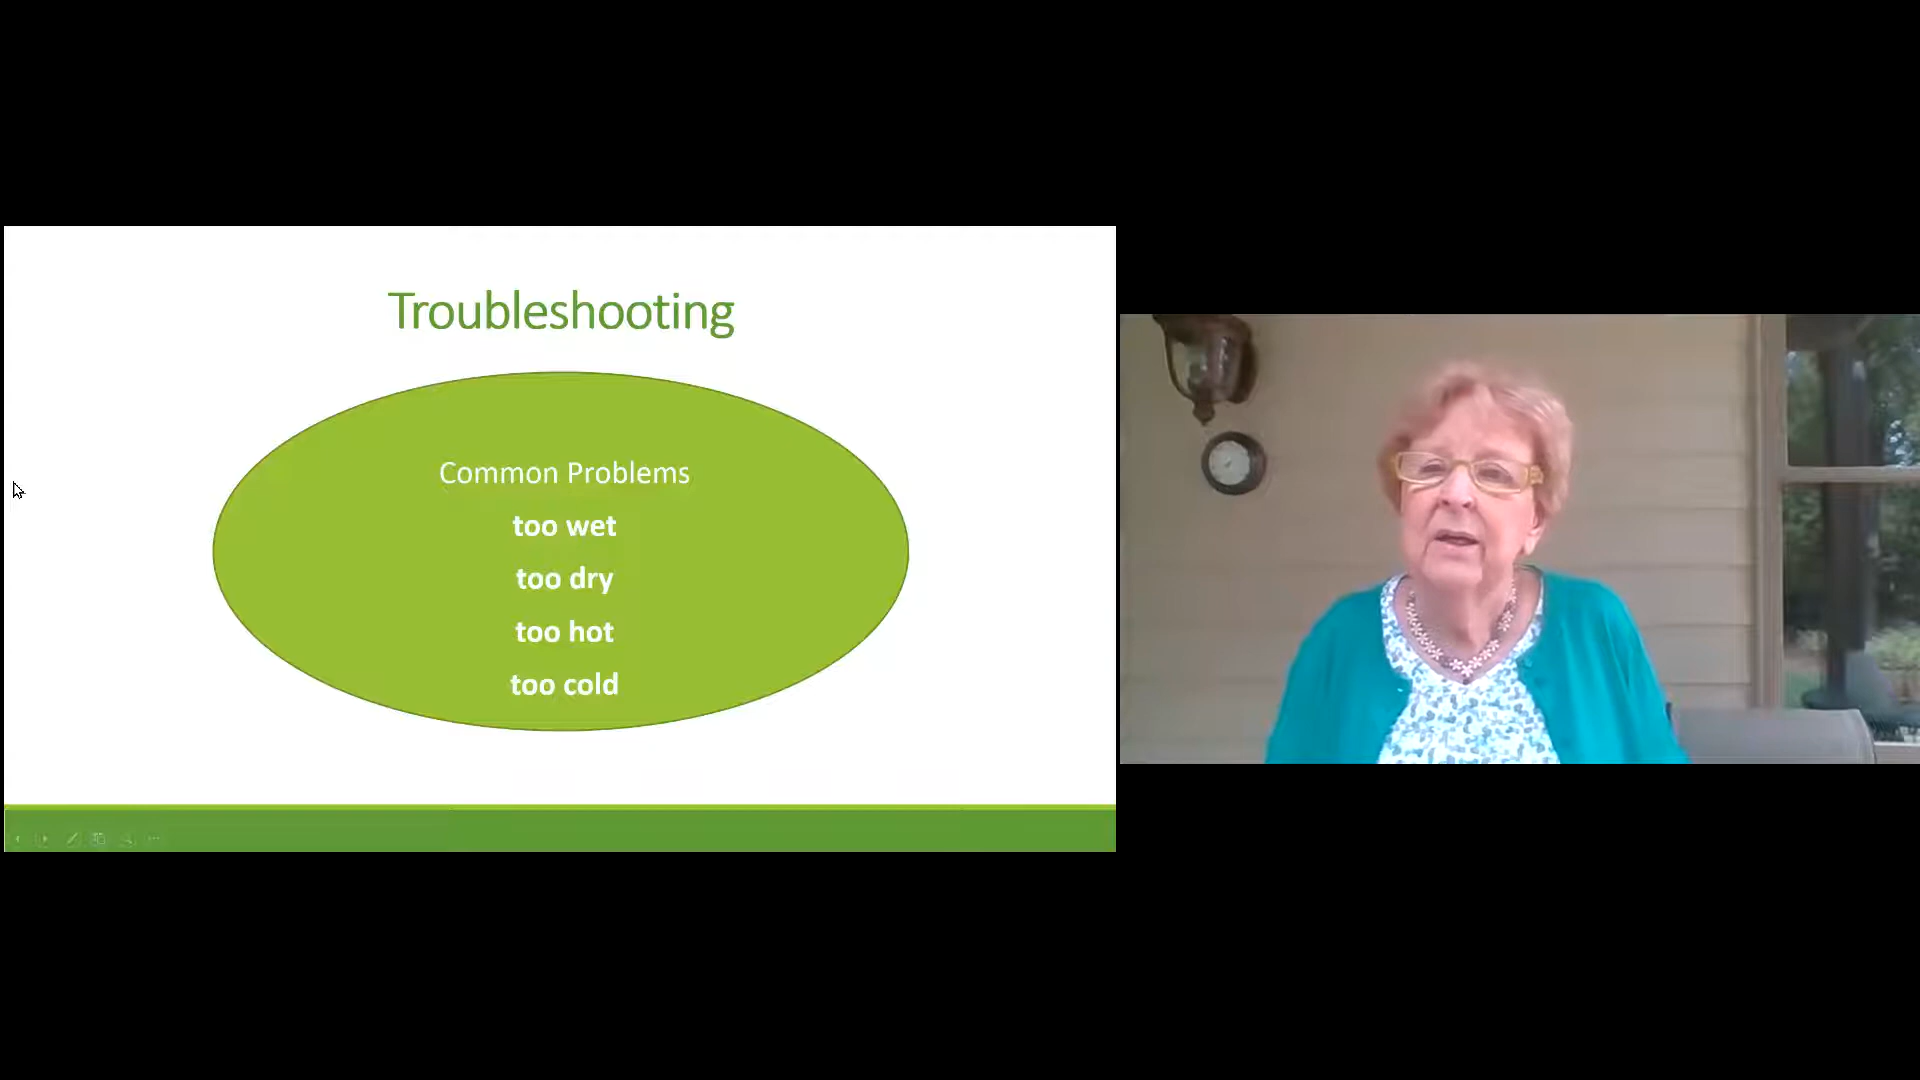 Troubleshooting
Common Problems
too wet
too dry
too hot
too cold